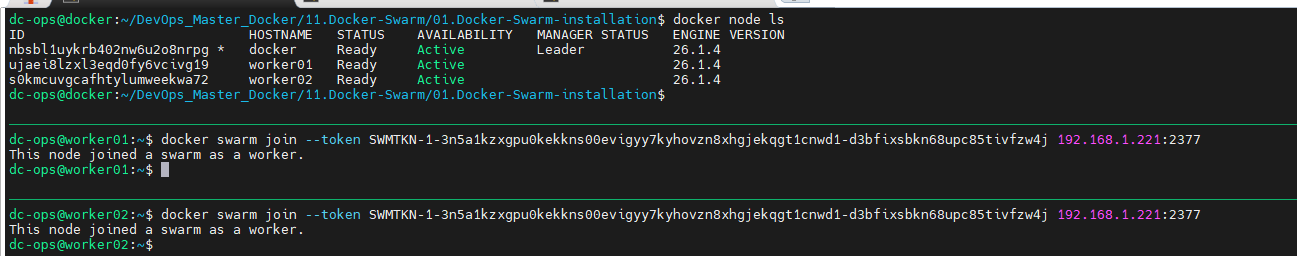 dc-ops@docker:~/DevOps_Master_Docker/11.Docker-Swarm/01.Docker-Swarm-installation$ docker node ls
ID HOSTNAME STATUS AVAILABILITY MANAGER STATUS ENGINE VERSION
nbsbl1uykrb402nw6u2o8nrpg * docker Ready Active Leader 26.1.4
ujaei8lzxl3eqd0fy6vcivg19 worker01 Ready Active 26.1.4
s0kmcuvgcafhtylumweekwa72 worker02 Ready Active 26.1.4
dc-ops@docker:~/DevOps_Master_Docker/11.Docker-Swarm/01.Docker-Swarm-installation$
dc-ops@worker01:~$ docker swarm join --token SWMTKN-1-3n5a1kzxgpu0kekkns00evigyy7kyhovzn8xhgjekqgt1cnwd1-d3bfixsbkn68upc85tivfzw4j 192.168.1.221:2377
This node joined a swarm as a worker.
dc-ops@worker01:~$
dc-ops@worker02:~$ docker swarm join --token SWMTKN-1-3n5a1kzxgpu0kekkns00evigyy7kyhovzn8xhgjekqgt1cnwd1-d3bfixsbkn68upc85tivfzw4j 192.168.1.221:2377
This node joined a swarm as a worker.
dc-ops@worker02:~$